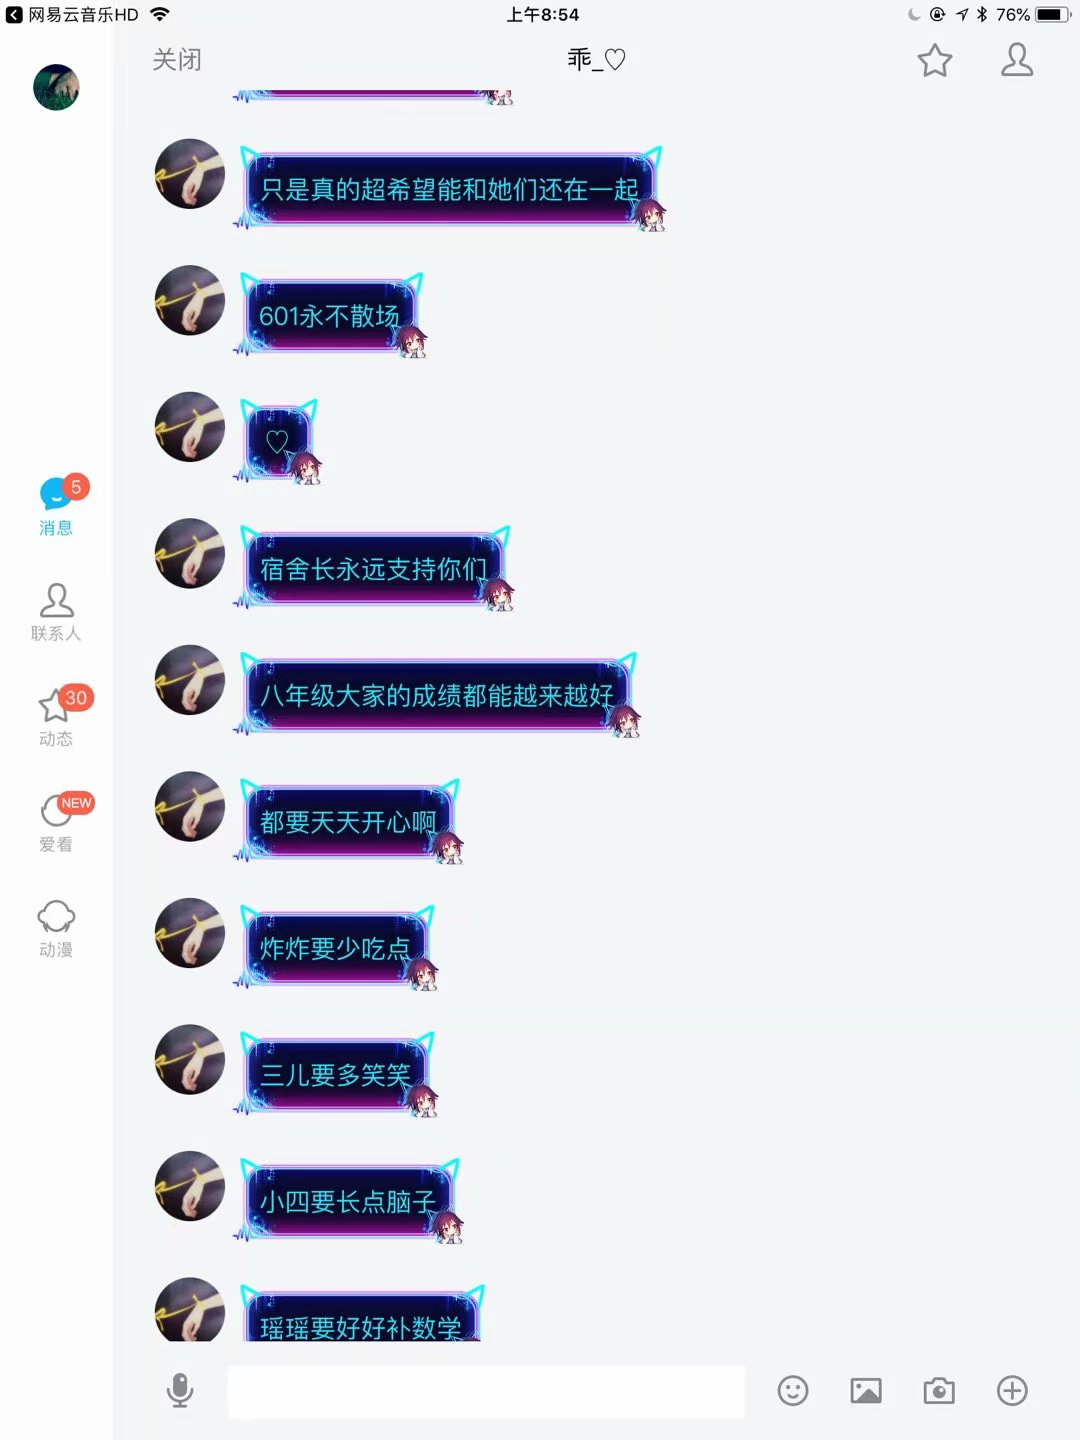 网易云音乐HD
上午8:54
76%
关闭
乖_♡
只是真的超希望能和她们还在一起
601永不散场
♡
宿舍长永远支持你们
5
消息
联系人
八年级大家的成绩都能越来越好
30
动态
都要天天开心啊
NEW
爱看
炸炸要少吃点
动漫
三儿要多笑笑
小四要长点脑子
瑶瑶要好好补数学